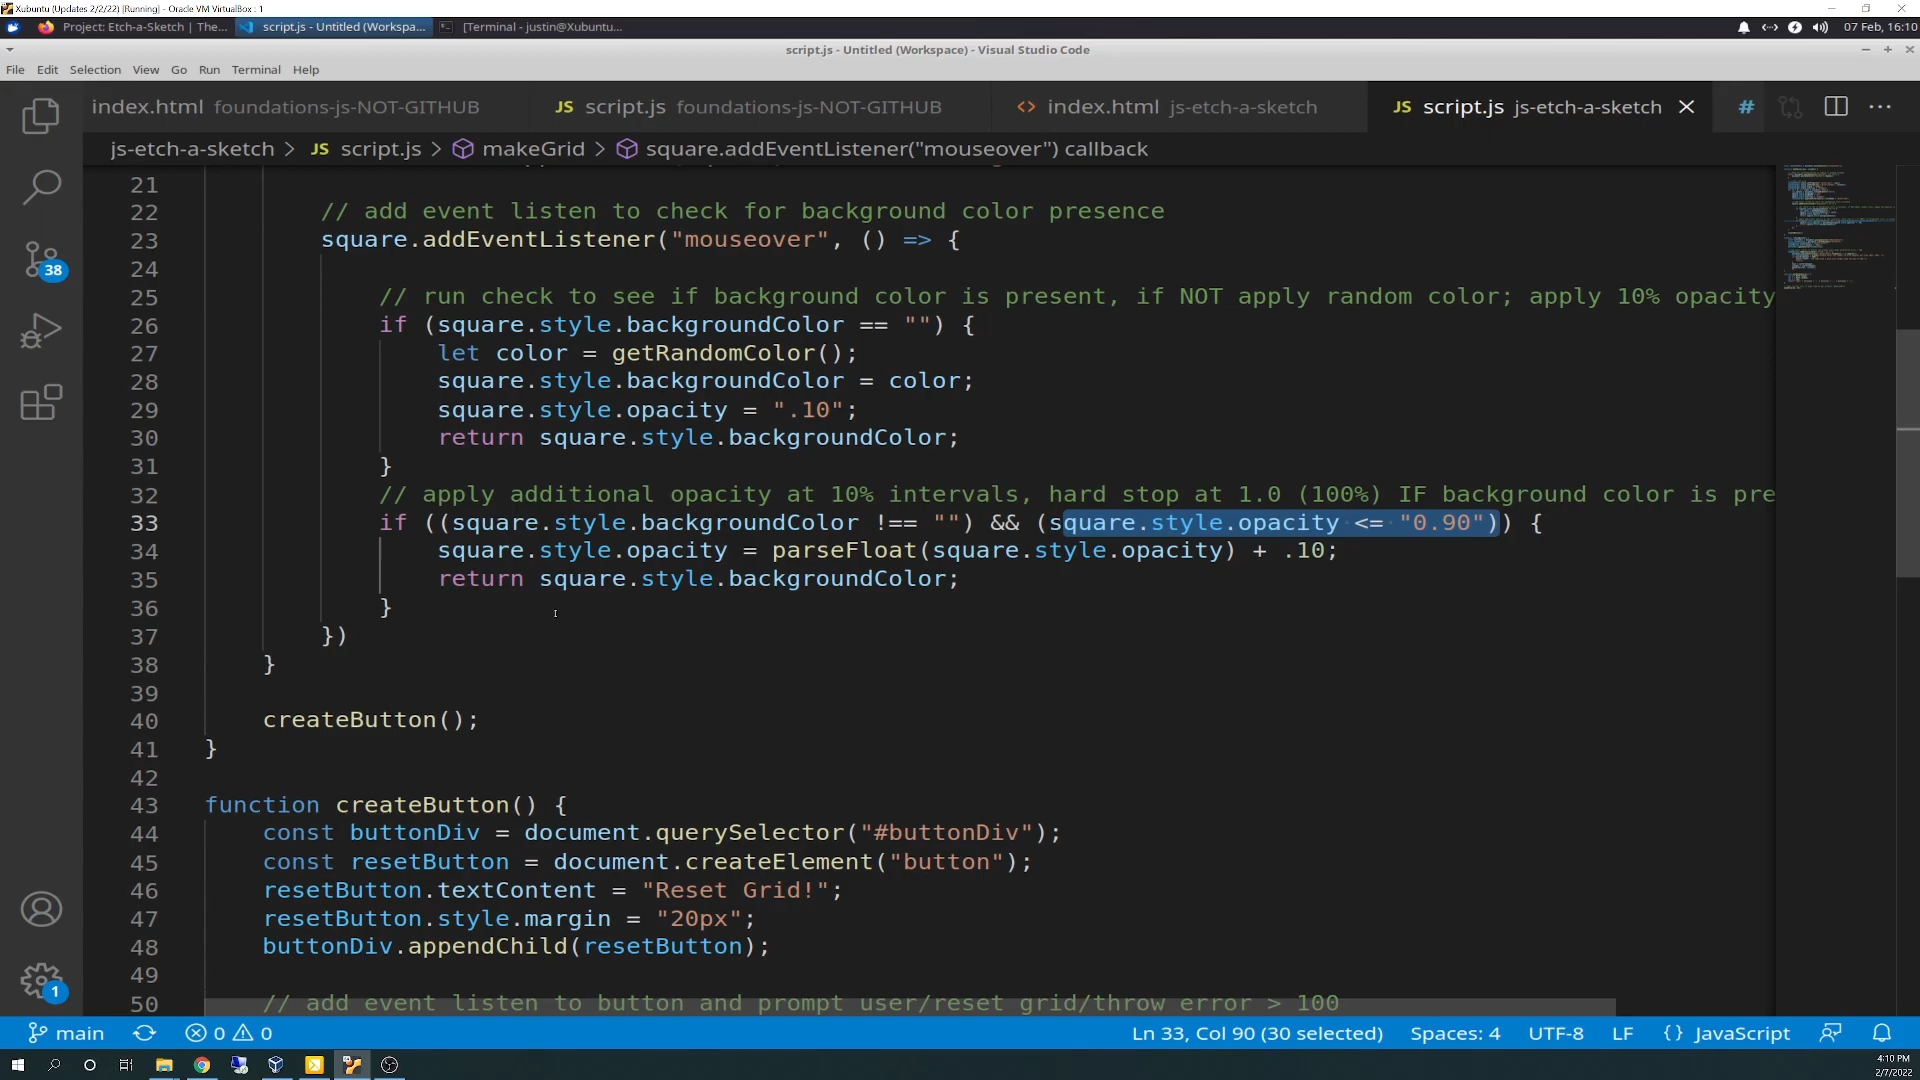 Xubuntu (Updates 2/2/22) [Running] - Oracle VM VirtualBox : 1
Project: Etch-a-Sketch | The...
script.js - Untitled (Workspa...
[Terminal - justin@Xubuntu...
07 Feb, 16:10
script.js - Untitled (Workspace) - Visual Studio Code
File Edit Selection View Go Run Terminal Help
index.html foundations-js-NOT-GITHUB
JS script.js foundations-js-NOT-GITHUB
<> index.html js-etch-a-sketch
JS script.js js-etch-a-sketch
#
js-etch-a-sketch > JS script.js > makeGrid > square.addEventListener("mouseover") callback
21
22 // add event listen to check for background color presence
23 square.addEventListener("mouseover", () => {
24
25 // run check to see if background color is present, if NOT apply random color; apply 10% opacity
26 if (square.style.backgroundColor == "") {
27 let color = getRandomColor();
28 square.style.backgroundColor = color;
29 square.style.opacity = ".10";
30 return square.style.backgroundColor;
31 }
32 // apply additional opacity at 10% intervals, hard stop at 1.0 (100%) IF background color is pre
33 if ((square.style.backgroundColor !== "") && (square.style.opacity <= "0.90")) {
34 square.style.opacity = parseFloat(square.style.opacity) + .10;
35 return square.style.backgroundColor;
36 }
37 })
38 }
39
40 createButton();
41 }
42
43 function createButton() {
44 const buttonDiv = document.querySelector("#buttonDiv");
45 const resetButton = document.createElement("button");
46 resetButton.textContent = "Reset Grid!";
47 resetButton.style.margin = "20px";
48 buttonDiv.appendChild(resetButton);
49
50 // add event listen to button and prompt user/reset grid/throw error > 100
38
1
main
0 0
Ln 33, Col 90 (30 selected)
Spaces: 4
UTF-8
LF
{ } JavaScript
4:10 PM
2/7/2022